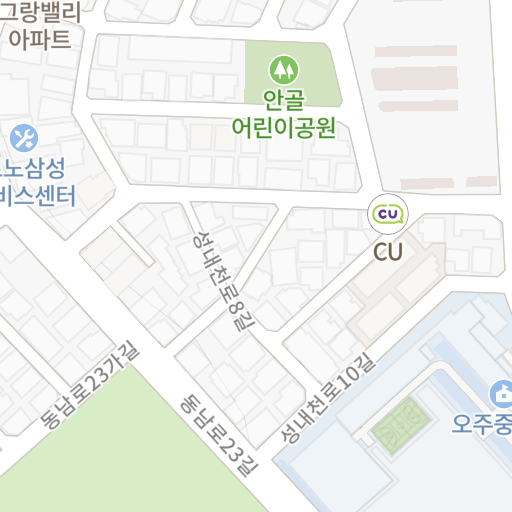 그랑밸리
아파트
안골
어린이공원
노삼성
비스센터
CU
CU
성내천로8길
동남로23가길
동남로23길
성내천로10길
오주중